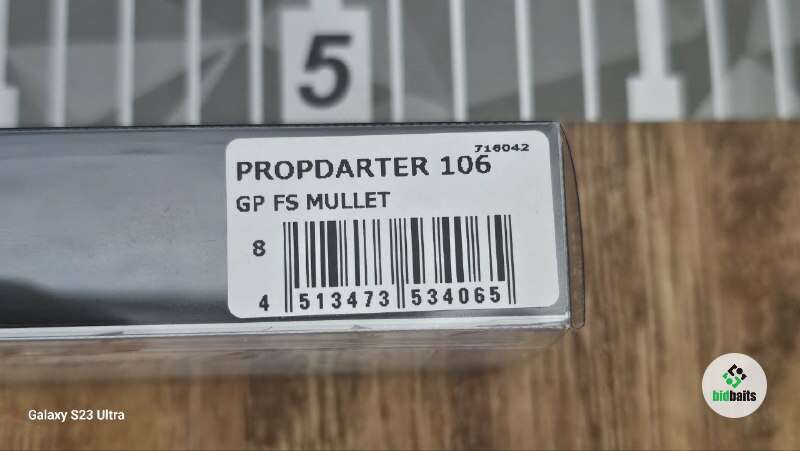 5
716042
PROPDARTER 106
GP FS MULLET
8
4 513473 534065
Galaxy S23 Ultra
bidbaits